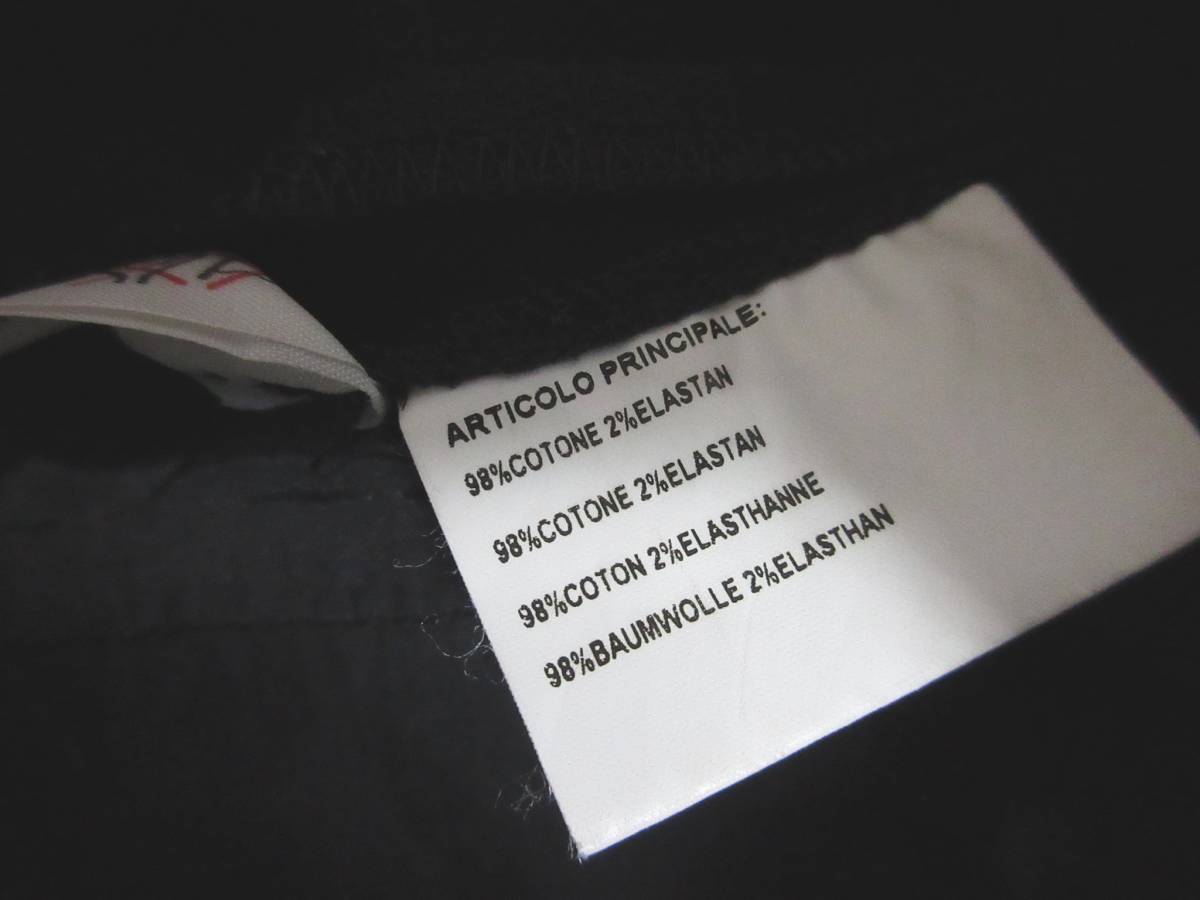 ARTICOLO PRINCIPALE:
98%COTONE 2%ELASTAN
98%COTONE 2%ELASTAN
98%COTON 2%ELASTHANNE
98%BAUMWOLLE 2%ELASTHAN